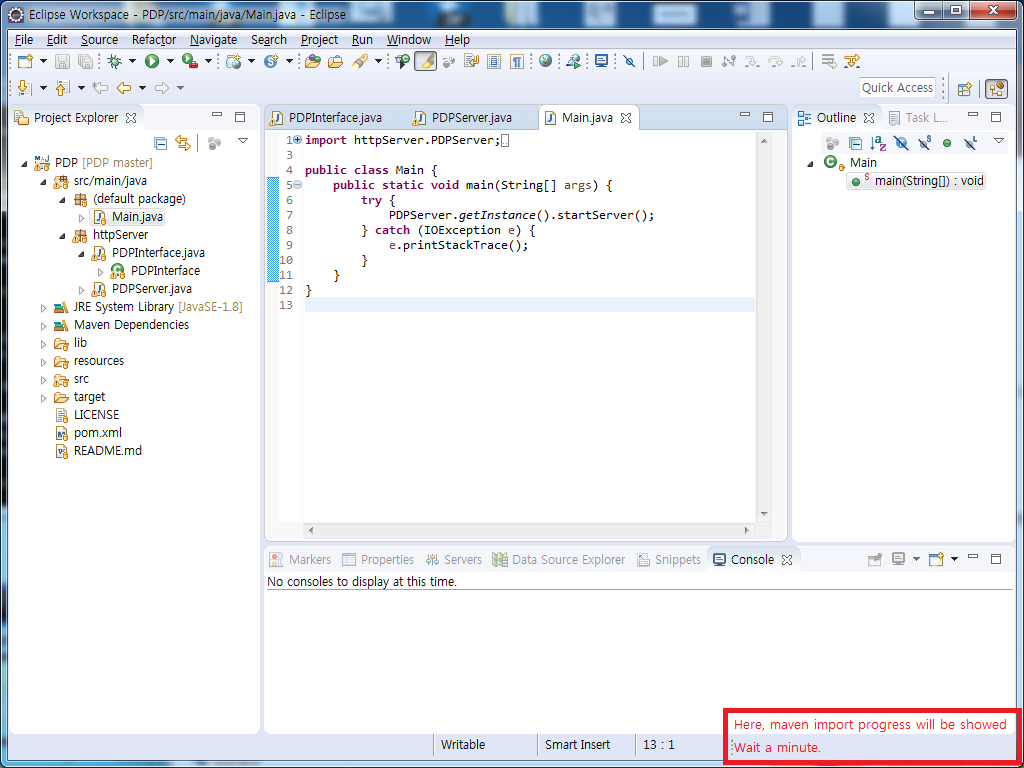 Eclipse Workspace - PDP/src/main/java/Main.java - Eclipse
File Edit Source Refactor Navigate Search Project Run Window Help
Quick Access
Project Explorer
PDP [PDP master]
src/main/java
(default package)
Main.java
httpServer
PDPInterface.java
PDPInterface
PDPServer.java
JRE System Library [JavaSE-1.8]
Maven Dependencies
lib
resources
src
target
LICENSE
pom.xml
README.md
PDPInterface.java PDPServer.java Main.java
1 import httpServer.PDPServer;
3
4 public class Main {
5 public static void main(String[] args) {
6 try {
7 PDPServer.getInstance().startServer();
8 } catch (IOException e) {
9 e.printStackTrace();
10 }
11 }
12 }
13
Outline Task L...
Main
main(String[]) : void
Markers Properties Servers Data Source Explorer Snippets Console
No consoles to display at this time.
Writable Smart Insert 13 : 1
Here, maven import progress will be showed
Wait a minute.